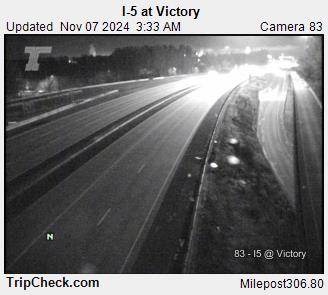 I-5 at Victory
Updated Nov 07 2024 3:33 AM Camera 83
T
N
83 - I5 @ Victory
TripCheck.com Milepost306.80